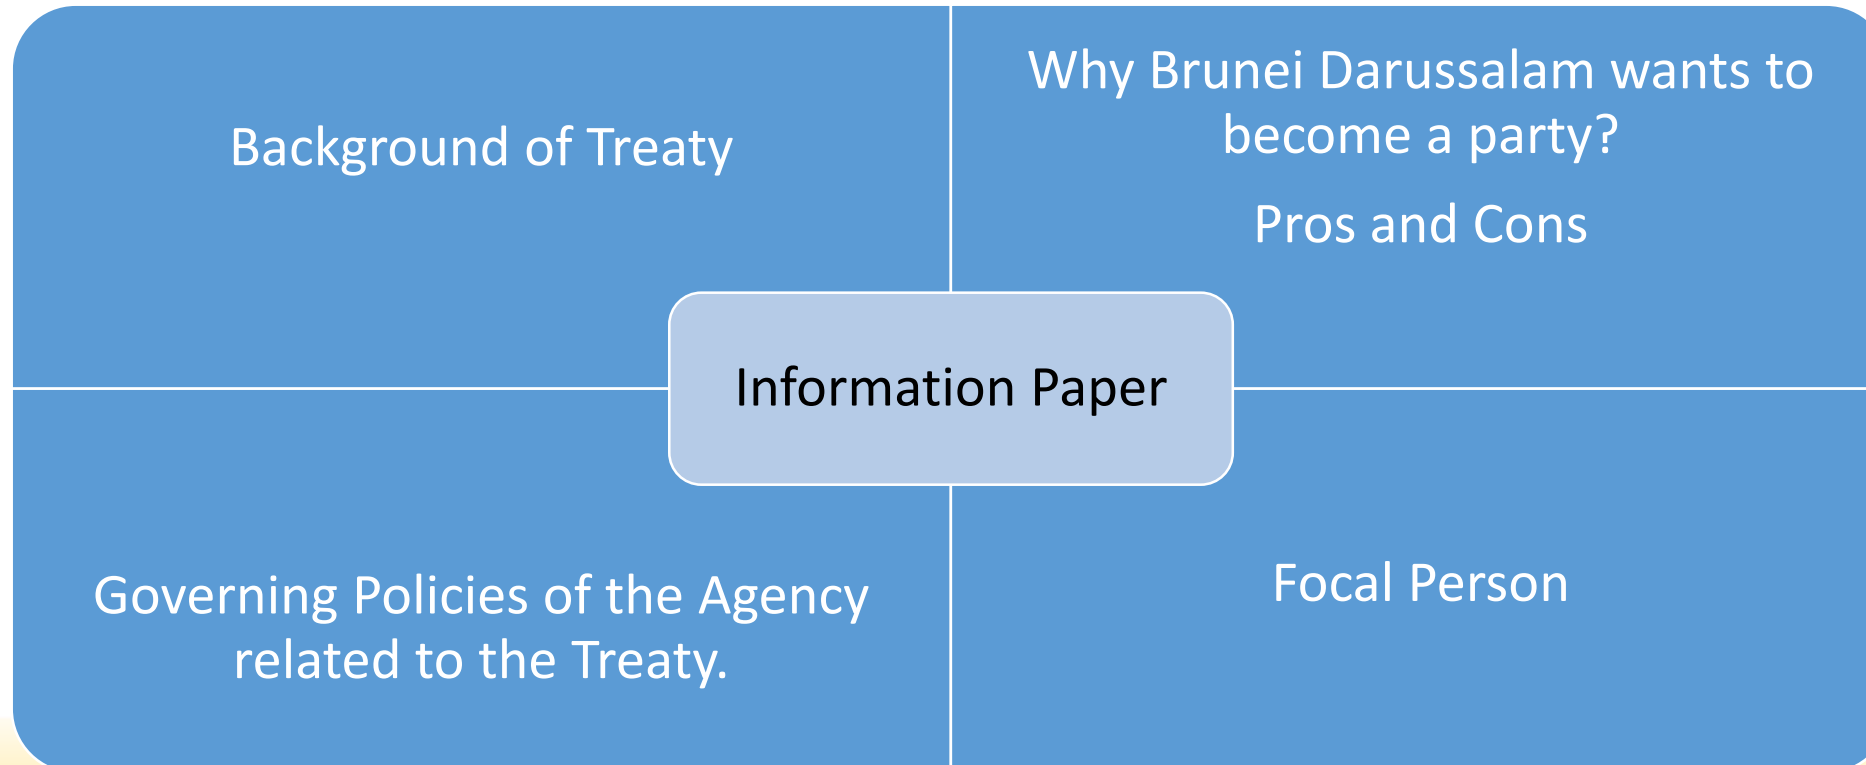 Background of Treaty
Why Brunei Darussalam wants to
become a party?
Pros and Cons
Information Paper
Governing Policies of the Agency
related to the Treaty.
Focal Person